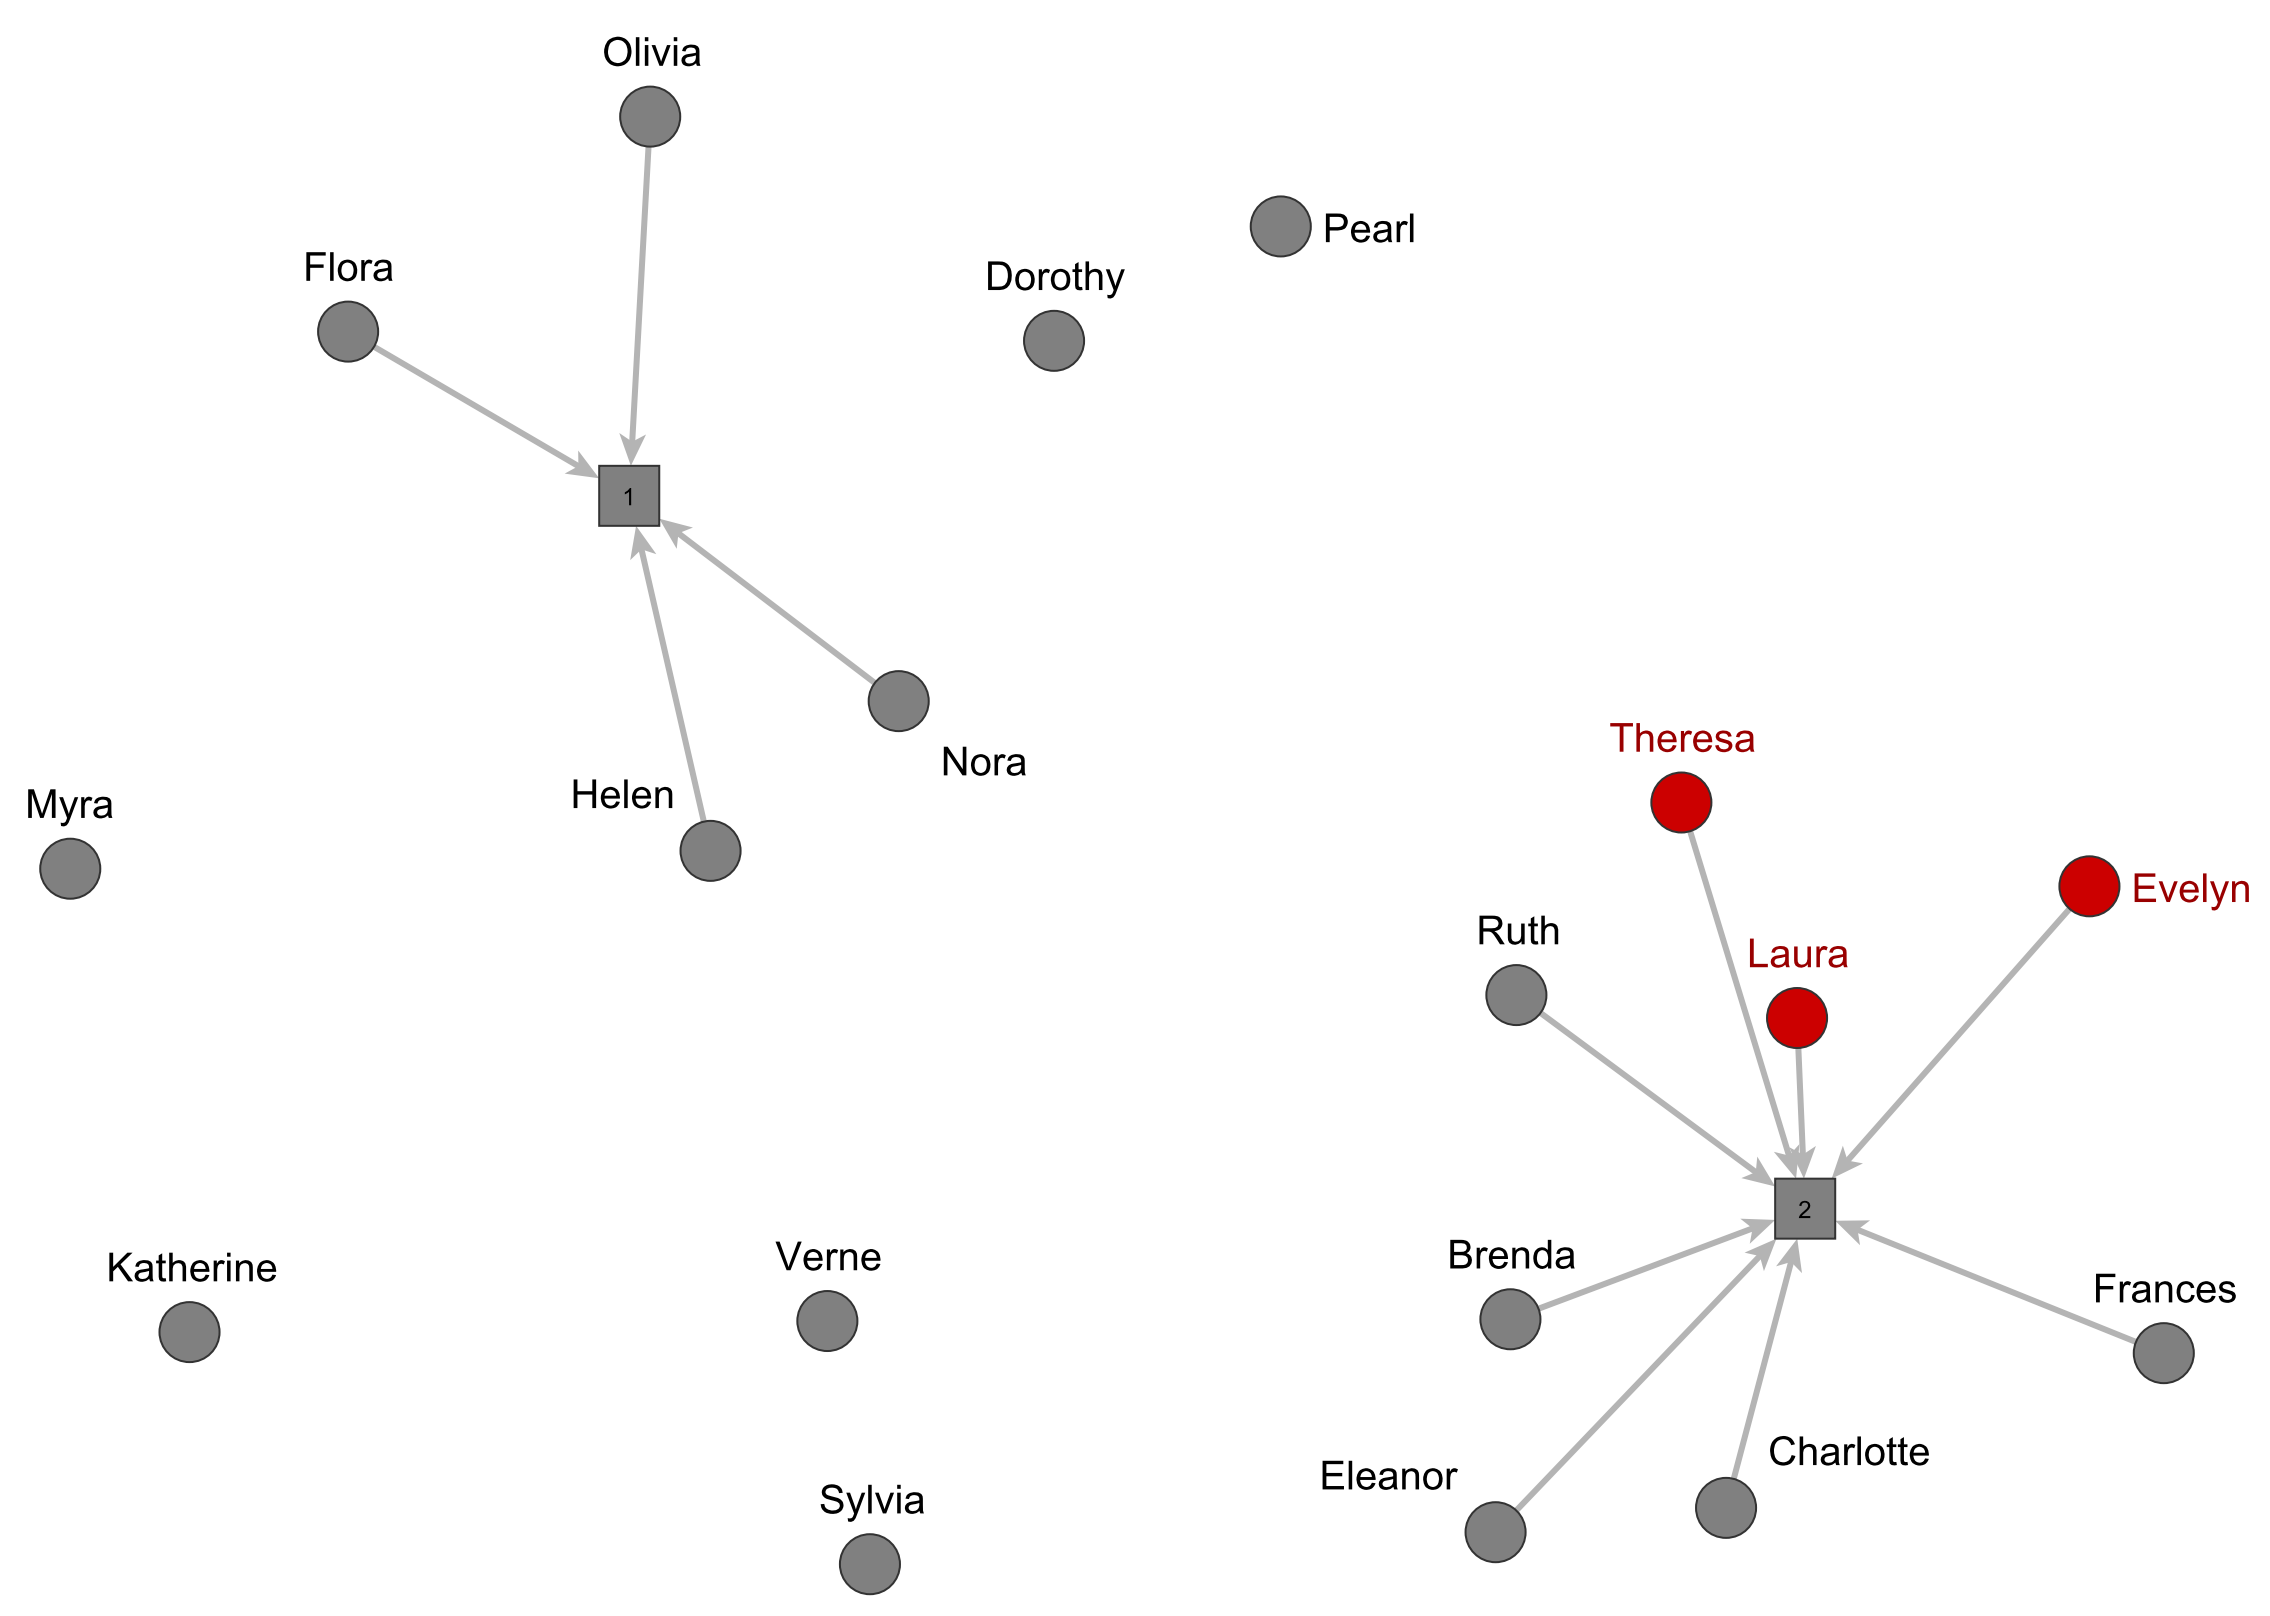 Olivia
Pearl
Flora
Dorothy
1
Theresa
Nora
Helen
Myra
Evelyn
Ruth
Laura
2
Brenda
Verne
Katherine
Frances
Charlotte
Eleanor
Sylvia